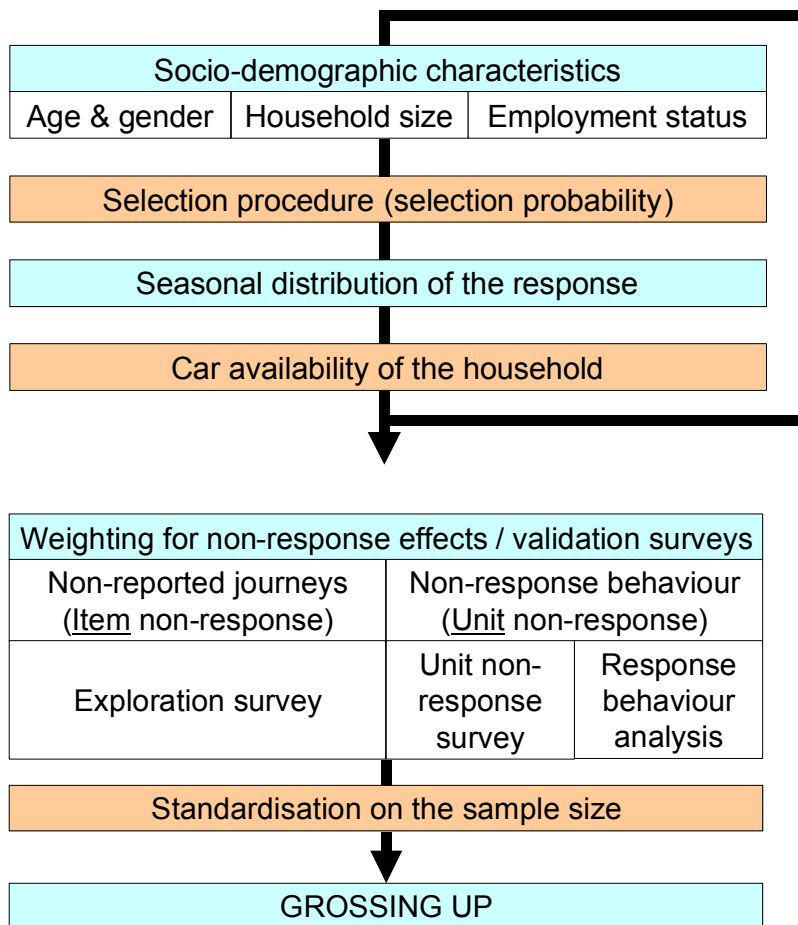 Socio-demographic characteristics
Age & gender
Household size
Employment status
Selection procedure (selection probability)
Seasonal distribution of the response
Car availability of the household
Weighting for non-response effects / validation surveys
Non-reported journeys
(Item non-response)
Non-response behaviour
(Unit non-response)
Exploration survey
Unit non-
response
survey
Response
behaviour
analysis
Standardisation on the sample size
GROSSING UP